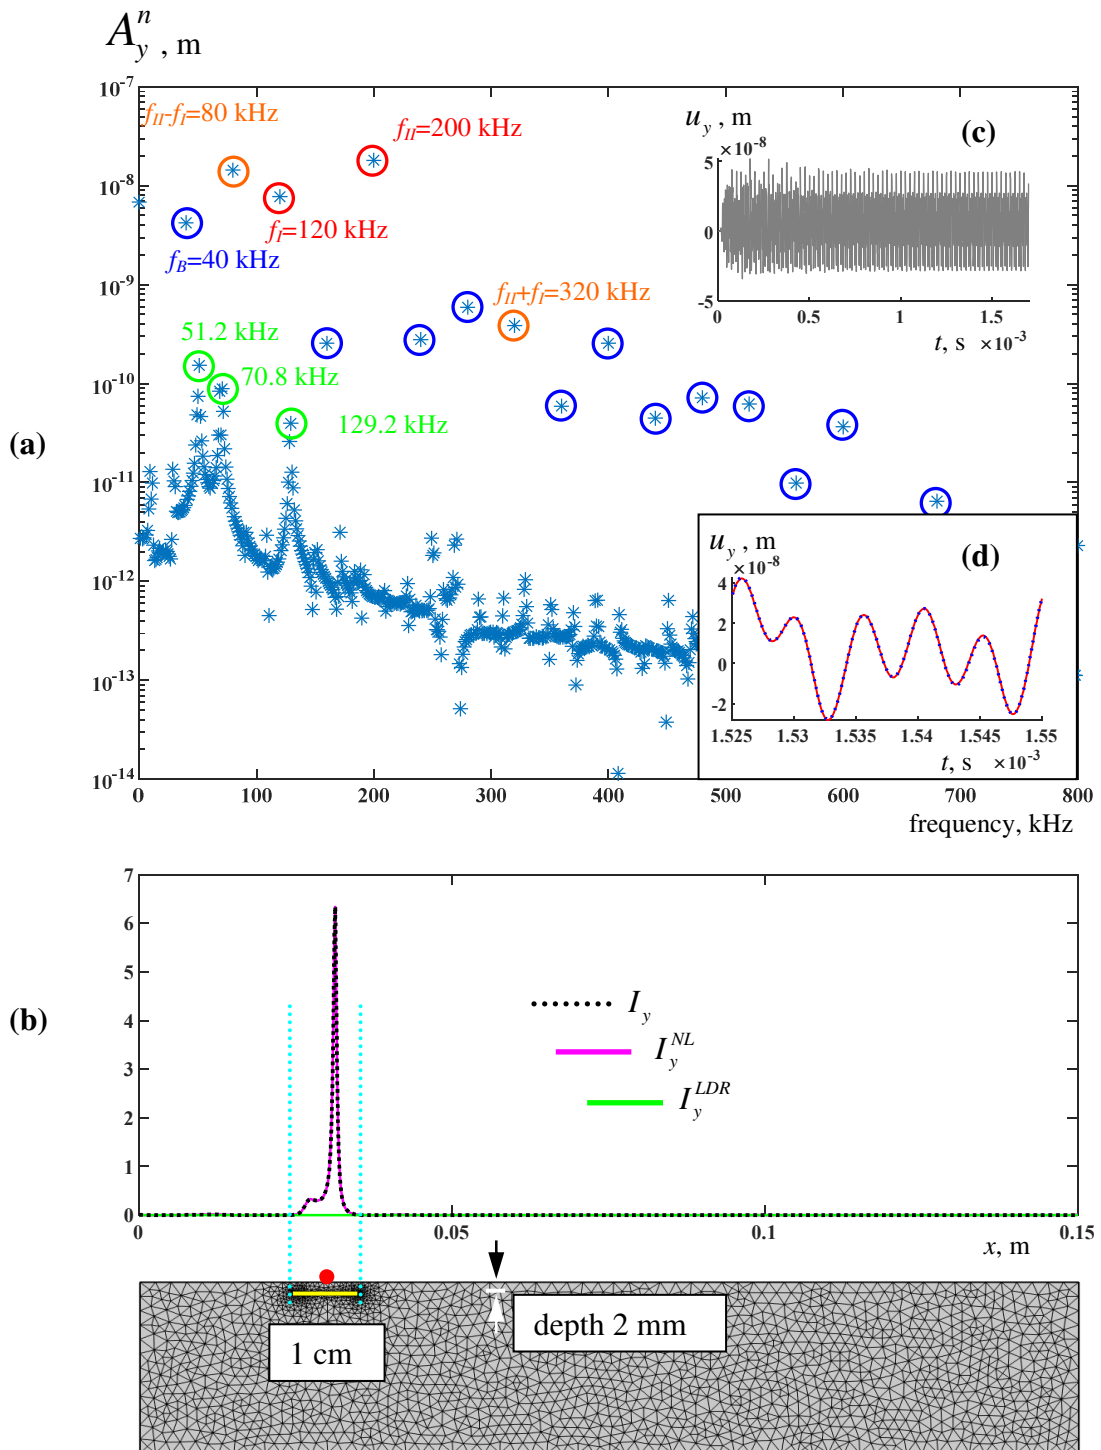 A_y^n , m
10^-7
10^-8
10^-9
10^-10
10^-11
10^-12
10^-13
10^-14
f_II-f_I=80 kHz
f_II=200 kHz
f_I=120 kHz
f_B=40 kHz
f_II+f_I=320 kHz
51.2 kHz
70.8 kHz
129.2 kHz
(a)
u_y , m
×10^-8
(c)
5
0
-5
0 0.5 1 1.5
t, s ×10^-3
u_y , m
×10^-8
(d)
4
2
0
-2
1.525 1.53 1.535 1.54 1.545 1.55
t, s ×10^-3
0 100 200 300 400 500 600 700 800
frequency, kHz
(b)
7
6
5
4
3
2
1
0
I_y
I_y^NL
I_y^LDR
0 0.05 0.1 0.15
x, m
1 cm
depth 2 mm